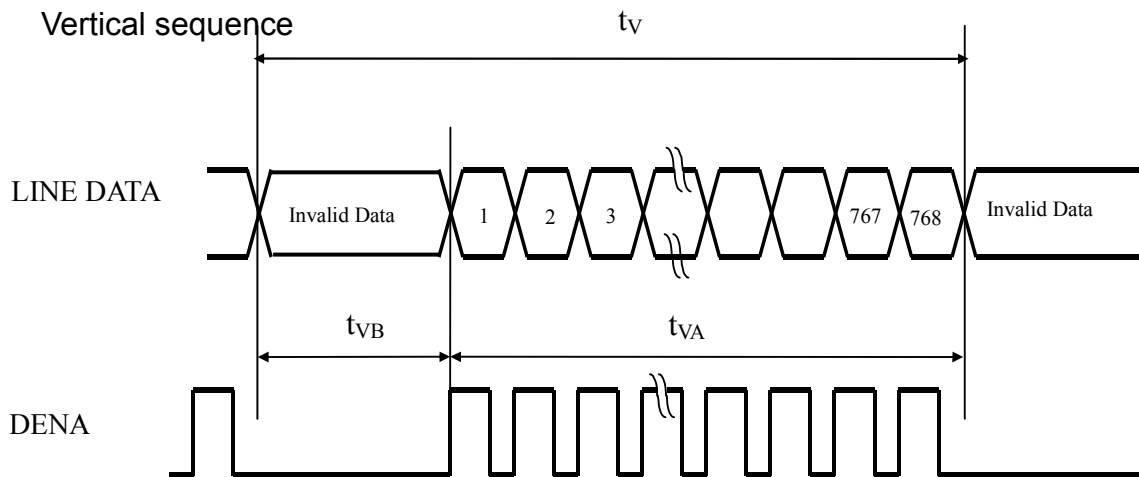 Vertical sequence
tV
LINE DATA
Invalid Data
1
2
3
767
768
Invalid Data
tVB
tVA
DENA